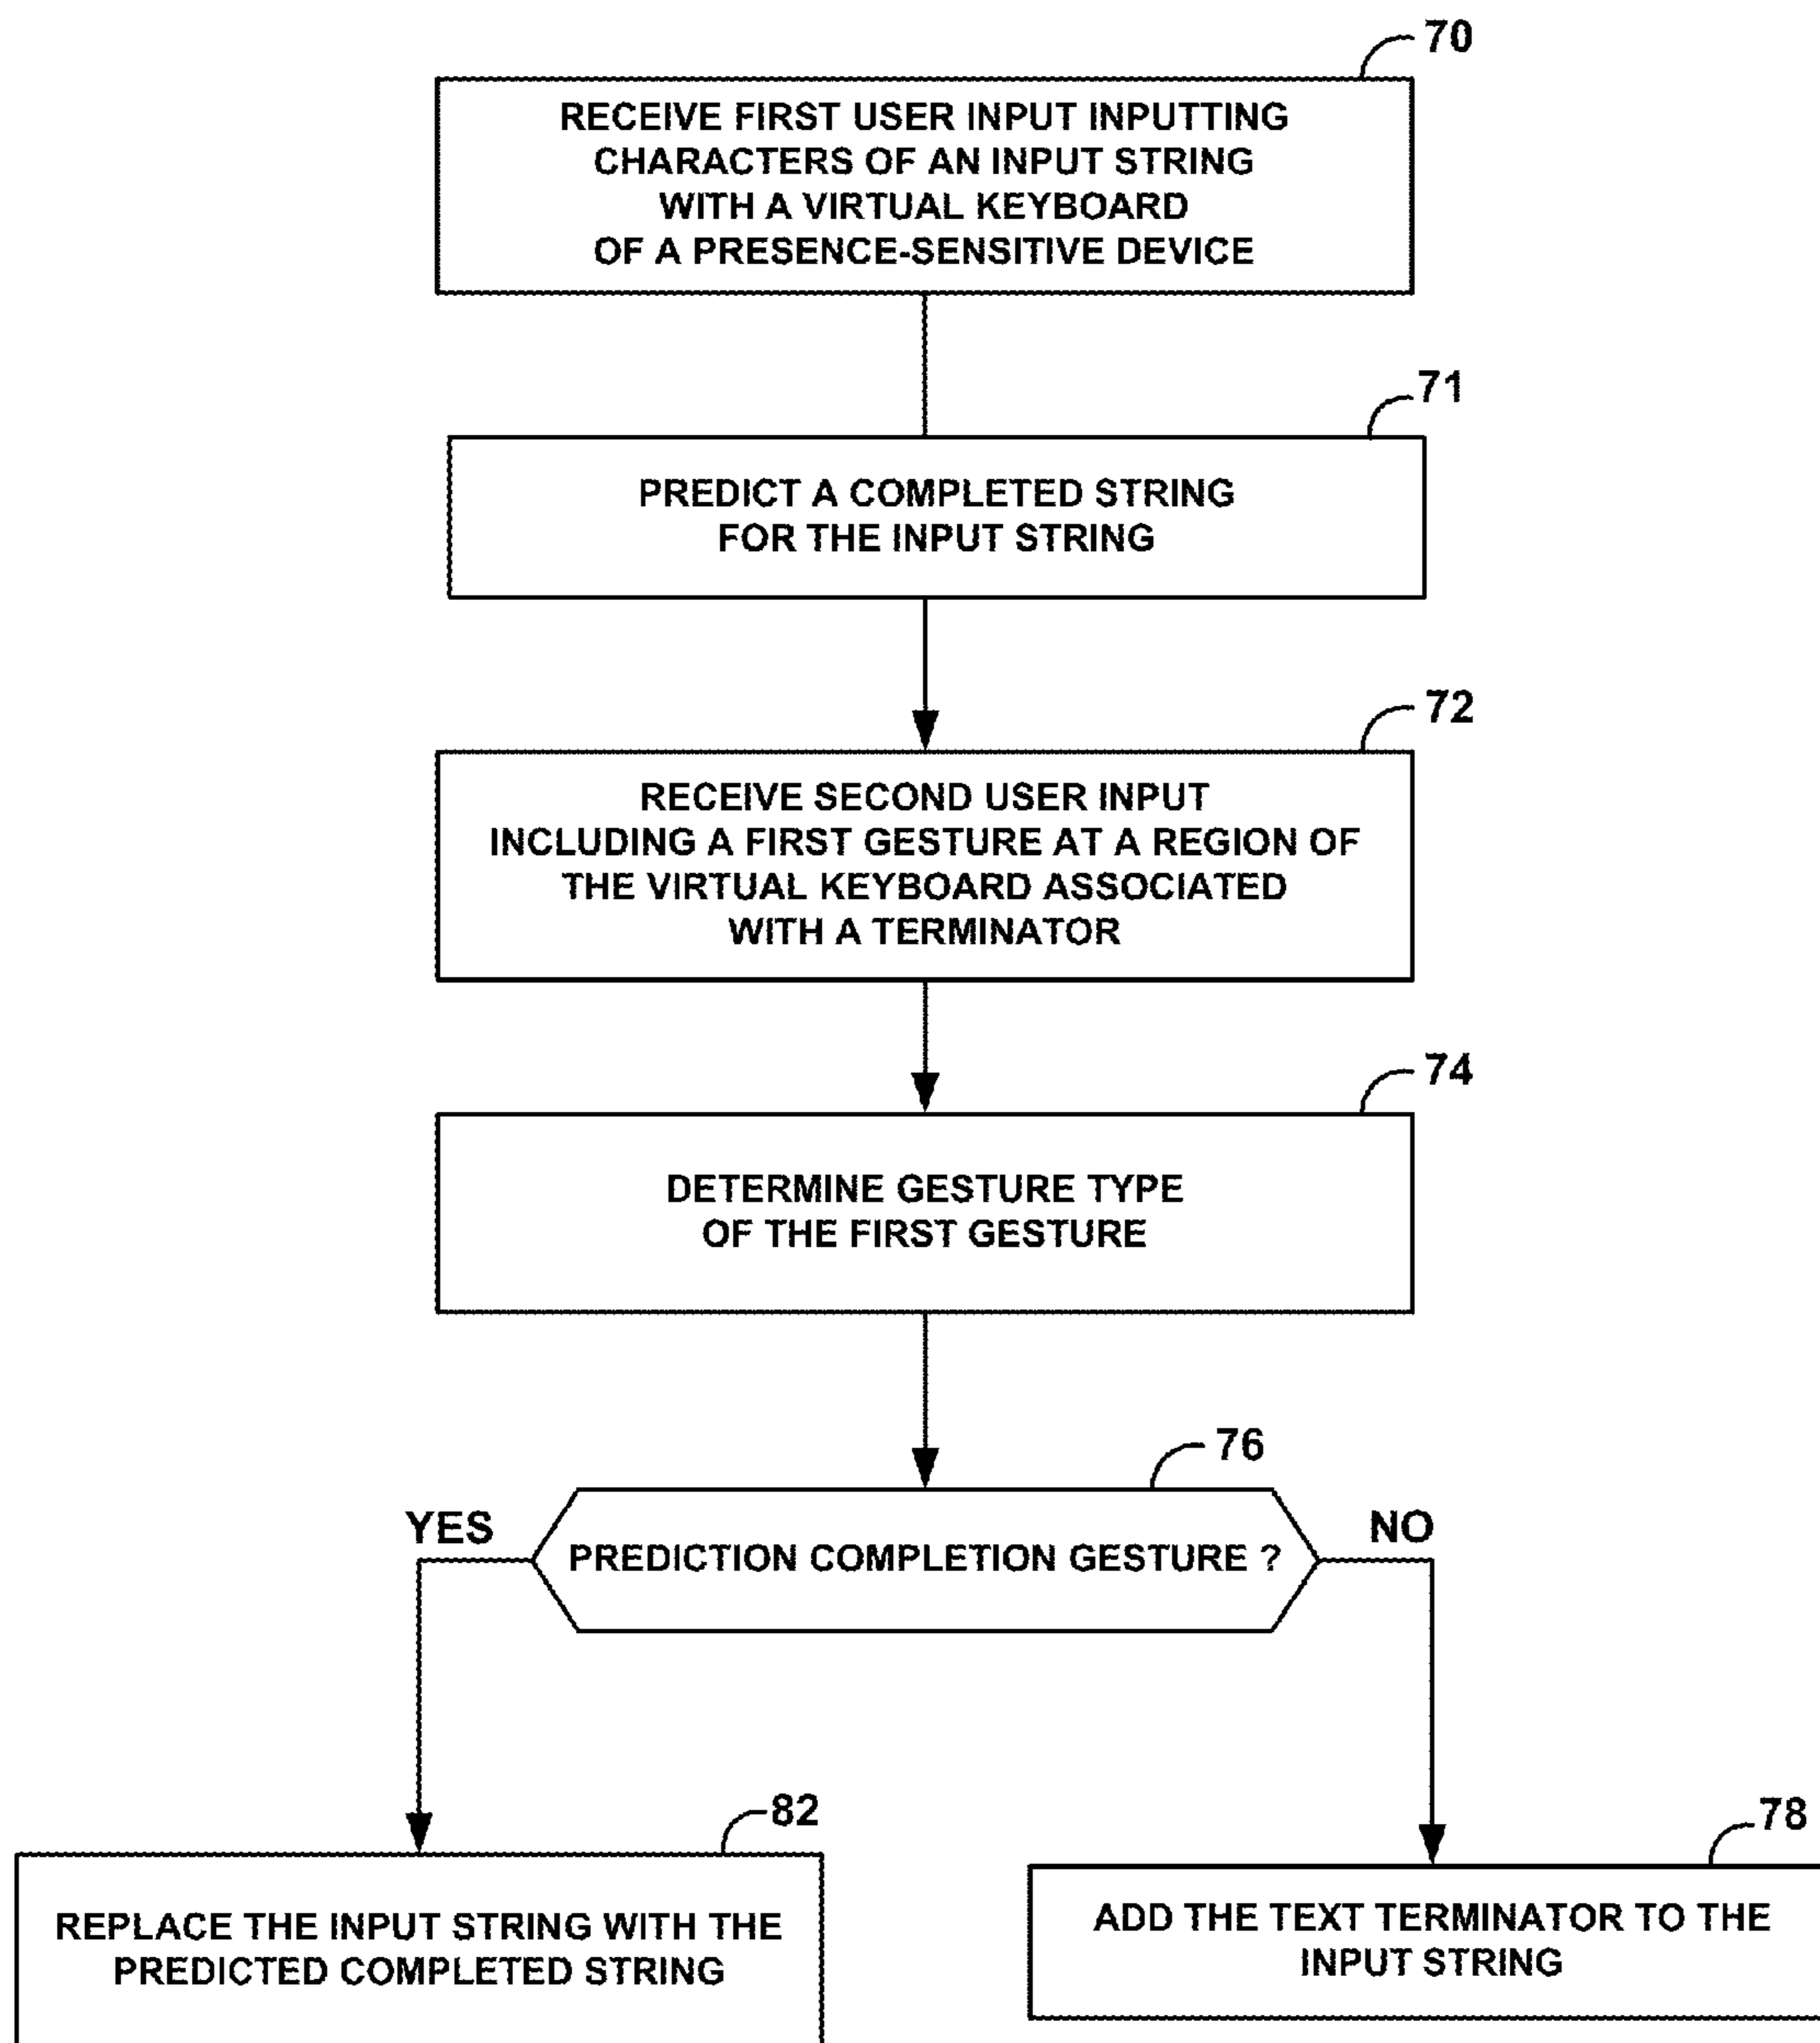 70
RECEIVE FIRST USER INPUT INPUTTING
CHARACTERS OF AN INPUT STRING
WITH A VIRTUAL KEYBOARD
OF A PRESENCE-SENSITIVE DEVICE
71
PREDICT A COMPLETED STRING
FOR THE INPUT STRING
72
RECEIVE SECOND USER INPUT
INCLUDING A FIRST GESTURE AT A REGION OF
THE VIRTUAL KEYBOARD ASSOCIATED
WITH A TERMINATOR
74
DETERMINE GESTURE TYPE
OF THE FIRST GESTURE
76
YES
NO
PREDICTION COMPLETION GESTURE ?
82
REPLACE THE INPUT STRING WITH THE
PREDICTED COMPLETED STRING
78
ADD THE TEXT TERMINATOR TO THE
INPUT STRING